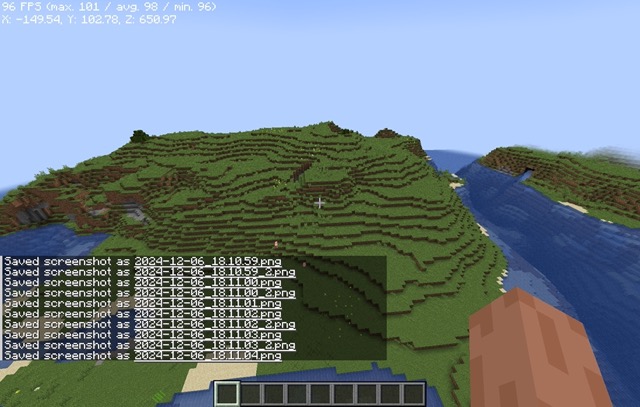 96 FPS (max. 101 / avg. 98 / min. 96)
X: -149.54, Y: 102.78, Z: 650.97
Saved screenshot as 2024-12-06_18.10.59.png
Saved screenshot as 2024-12-06_18.10.59_2.png
Saved screenshot as 2024-12-06_18.11.00.png
Saved screenshot as 2024-12-06_18.11.00_2.png
Saved screenshot as 2024-12-06_18.11.01.png
Saved screenshot as 2024-12-06_18.11.02.png
Saved screenshot as 2024-12-06_18.11.02_2.png
Saved screenshot as 2024-12-06_18.11.03.png
Saved screenshot as 2024-12-06_18.11.03_2.png
Saved screenshot as 2024-12-06_18.11.04.png